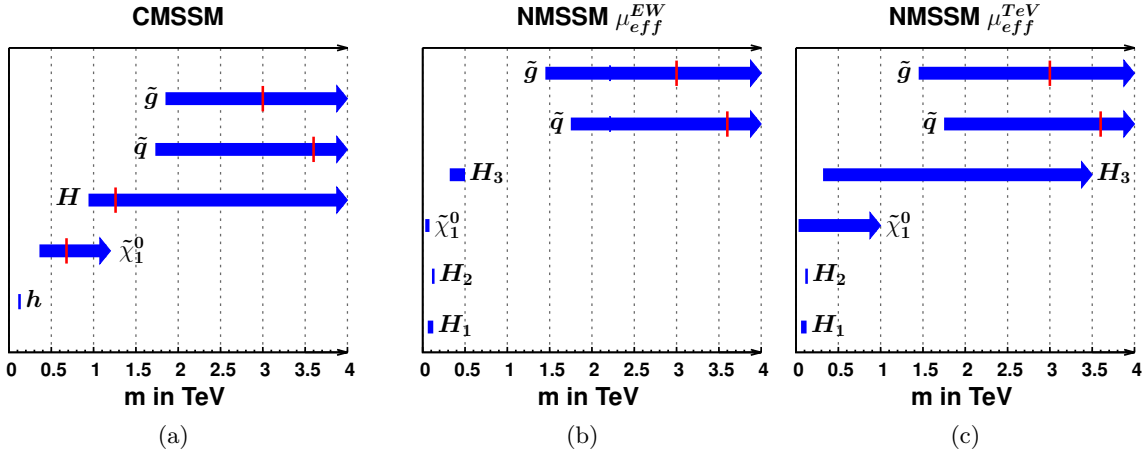 CMSSM
g̃
q̃
H
χ̃₁⁰
h
0 0.5 1 1.5 2 2.5 3 3.5 4
m in TeV
(a)
NMSSM μ_eff^EW
g̃
q̃
H₃
χ̃₁⁰
H₂
H₁
0 0.5 1 1.5 2 2.5 3 3.5 4
m in TeV
(b)
NMSSM μ_eff^TeV
g̃
q̃
H₃
χ̃₁⁰
H₂
H₁
0 0.5 1 1.5 2 2.5 3 3.5 4
m in TeV
(c)